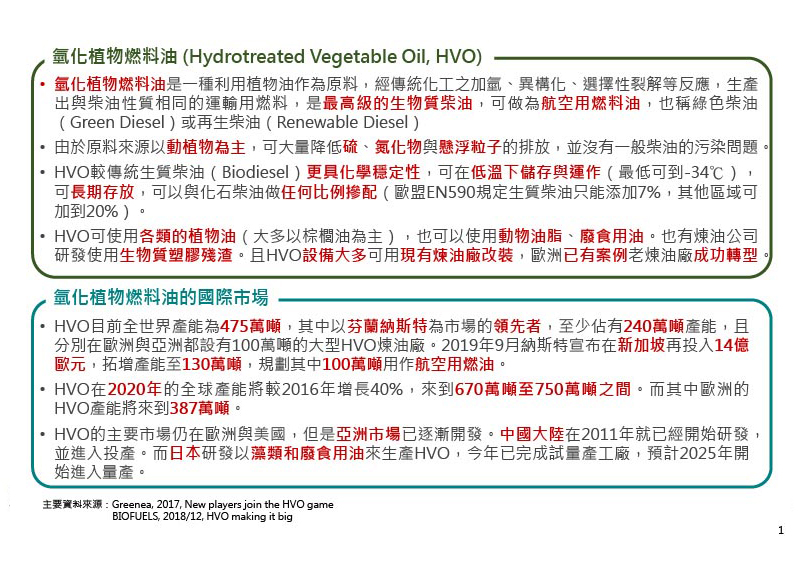 氫化植物燃料油 (Hydrotreated Vegetable Oil, HVO)
• 氫化植物燃料油是一種利用植物油作為原料，經傳統化工之加氫、異構化、選擇性裂解等反應，生產
出與柴油性質相同的運輸用燃料，是最高級的生物質柴油，可做為航空用燃料油，也稱綠色柴油
（Green Diesel）或再生柴油（Renewable Diesel）
• 由於原料來源以動植物為主，可大量降低硫、氮化物與懸浮粒子的排放，並沒有一般柴油的污染問題。
• HVO較傳統生質柴油（Biodiesel）更具化學穩定性，可在低溫下儲存與運作（最低可到-34℃），
可長期存放，可以與化石柴油做任何比例摻配（歐盟EN590規定生質柴油只能添加7%，其他區域可
加到20%）。
• HVO可使用各類的植物油（大多以棕櫚油為主），也可以使用動物油脂、廢食用油。也有煉油公司
研發使用生物質塑膠殘渣。且HVO設備大多可用現有煉油廠改裝，歐洲已有案例老煉油廠成功轉型。
氫化植物燃料油的國際市場
• HVO目前全世界產能為475萬噸，其中以芬蘭納斯特為市場的領先者，至少佔有240萬噸產能，且
分別在歐洲與亞洲都設有100萬噸的大型HVO煉油廠。2019年9月納斯特宣布在新加坡再投入14億
歐元，拓增產能至130萬噸，規劃其中100萬噸用作航空用燃油。
• HVO在2020年的全球產能將較2016年增長40%，來到670萬噸至750萬噸之間。而其中歐洲的
HVO產能將來到387萬噸。
• HVO的主要市場仍在歐洲與美國，但是亞洲市場已逐漸開發。中國大陸在2011年就已經開始研發，
並進入投產。而日本研發以藻類和廢食用油來生產HVO，今年已完成試量產工廠，預計2025年開
始進入量產。
主要資料來源：Greenea, 2017, New players join the HVO game
BIOFUELS, 2018/12, HVO making it big
1